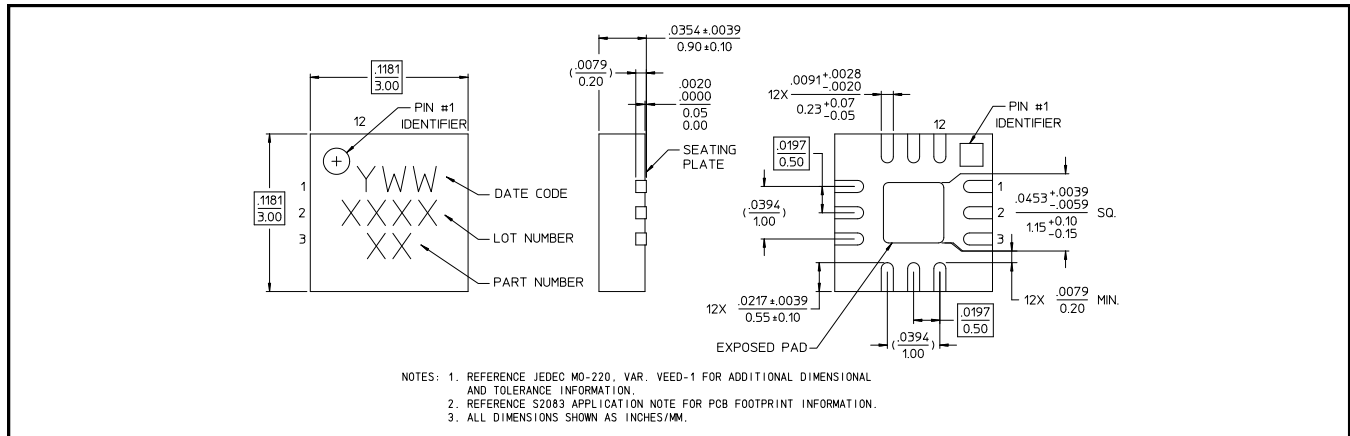 .1181
3.00
12
PIN #1
IDENTIFIER
.1181
3.00
1
2
3
YWW
XXXX
XX
DATE CODE
LOT NUMBER
PART NUMBER
.0354±.0039
0.90±0.10
(.0079
0.20)
.0020
.0000
0.05
0.00
SEATING
PLATE
12X .0091 +.0028 -.0020
0.23 +0.07 -0.05
12
PIN #1
IDENTIFIER
.0197
0.50
(.0394
1.00)
1
2
3
.0453 +.0039 -.0059 SQ.
1.15 +0.10 -0.15
12X .0217±.0039
0.55±0.10
12X .0079 MIN.
0.20
.0197
0.50
(.0394)
1.00
EXPOSED PAD
NOTES: 1. REFERENCE JEDEC MO-220, VAR. VEED-1 FOR ADDITIONAL DIMENSIONAL
AND TOLERANCE INFORMATION.
2. REFERENCE S2083 APPLICATION NOTE FOR PCB FOOTPRINT INFORMATION.
3. ALL DIMENSIONS SHOWN AS INCHES/MM.